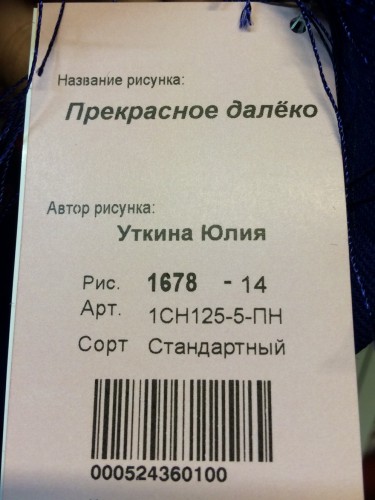 Название рисунка:
Прекрасное далёко
Автор рисунка:
Уткина Юлия
Рис. 1678 - 14
Арт. 1СН125-5-ПН
Сорт Стандартный
000524360100